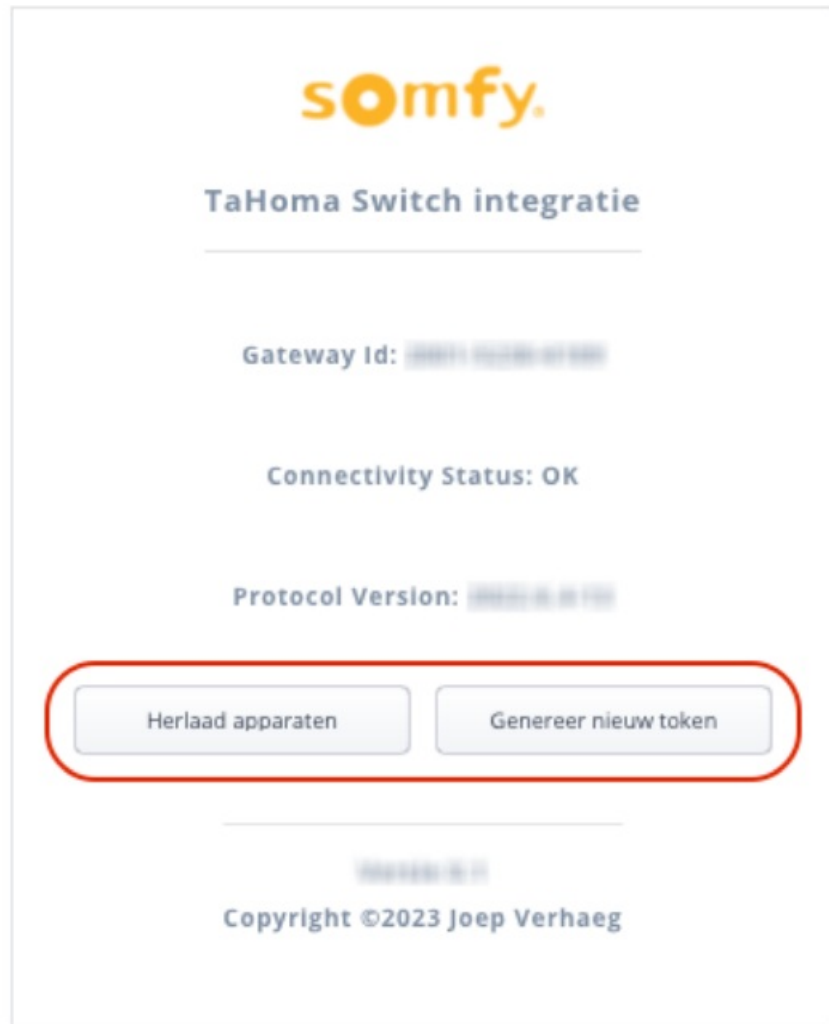 somfy.
TaHoma Switch integratie
Gateway Id:
Connectivity Status: OK
Protocol Version:
Herlaad apparaten
Genereer nieuw token
Copyright ©2023 Joep Verhaeg